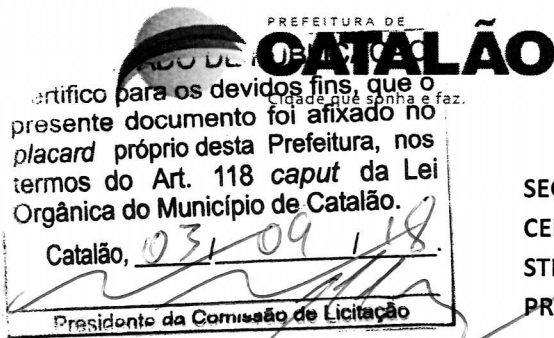 PREFEITURA DE
CATALÃO
Cidade que sonha e faz.
ertifico para os devidos fins, que o
presente documento foi afixado no
placard próprio desta Prefeitura, nos
termos do Art. 118 caput da Lei
Orgânica do Município de Catalão.
Catalão, 03 / 09 / 18.
Presidente da Comissão de Licitação
SE
CE
STI
PR